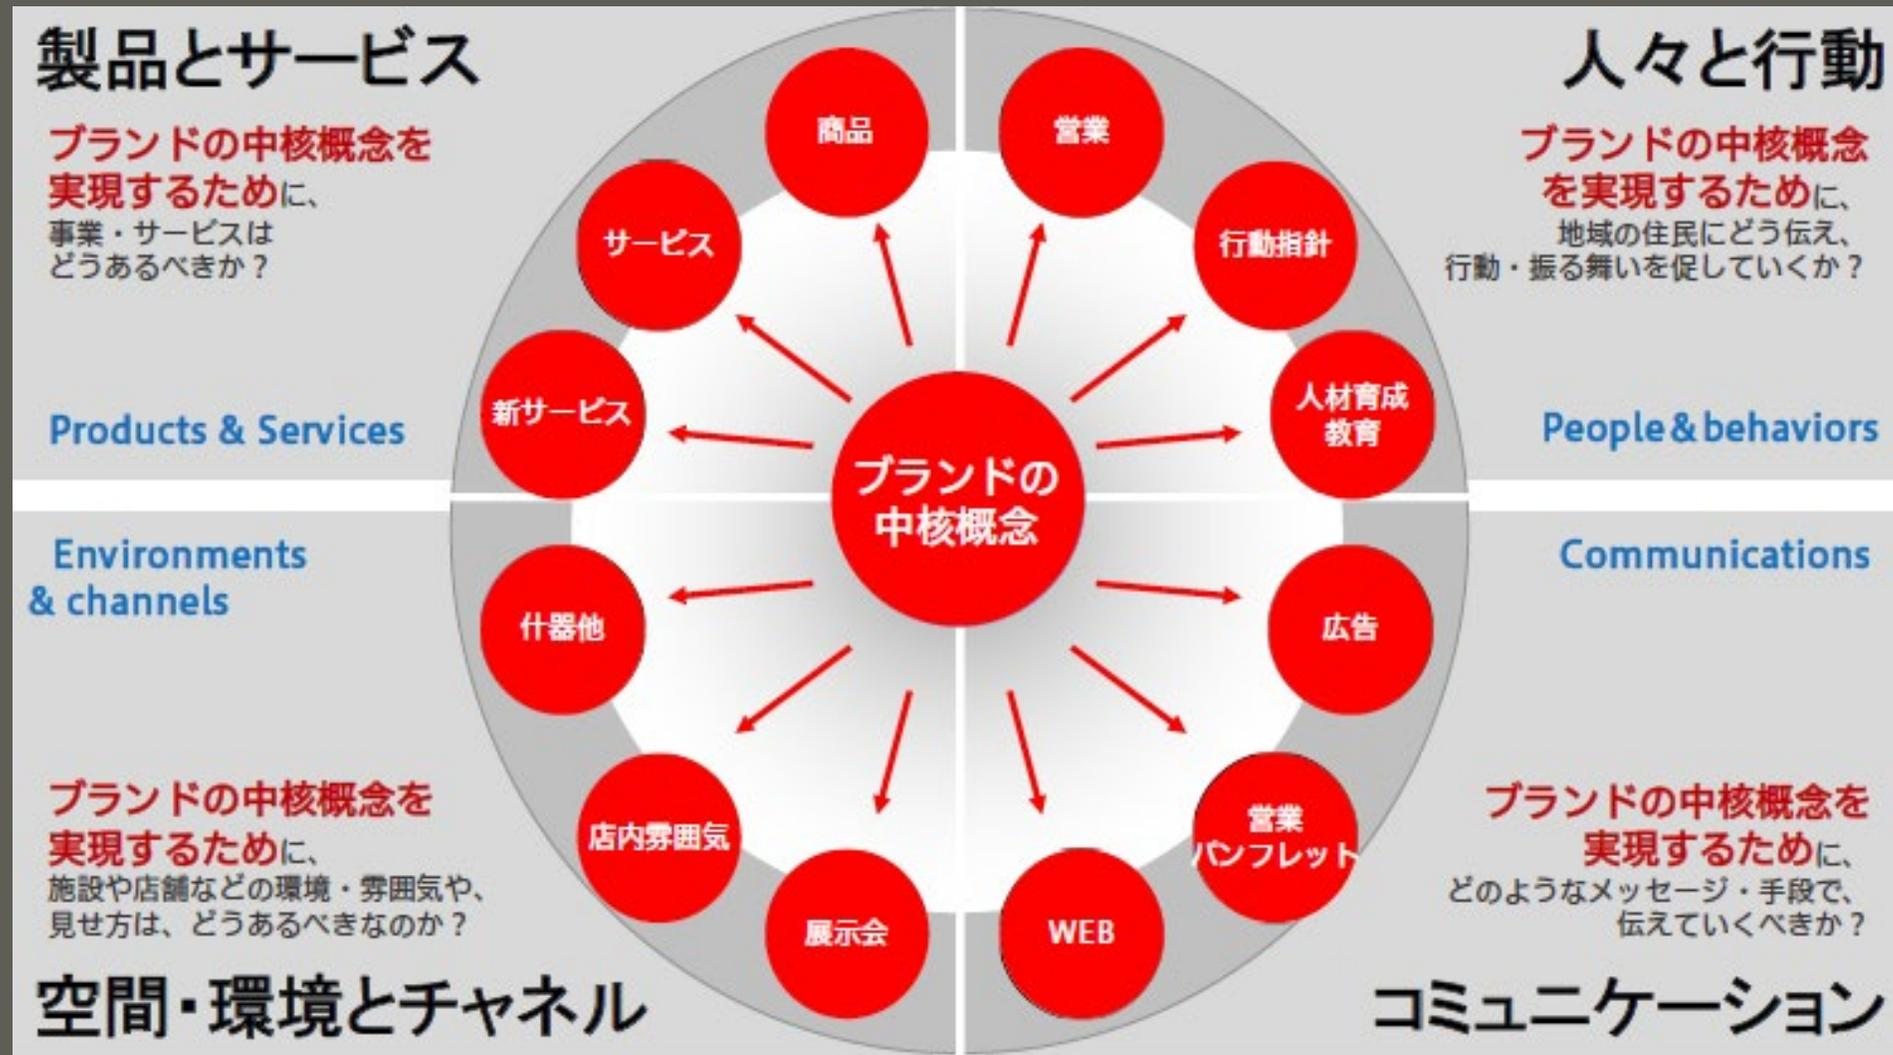 製品とサービス
ブランドの中核概念を
実現するために、
事業・サービスは
どうあるべきか？
Products & Services
人々と行動
ブランドの中核概念
を実現するために、
地域の住民にどう伝え、
行動・振る舞いを促していくか？
People & behaviors
商品
サービス
新サービス
営業
行動指針
人材育成
教育
ブランドの
中核概念
什器他
店内雰囲気
展示会
広告
営業
パンフレット
WEB
Environments
& channels
ブランドの中核概念を
実現するために、
施設や店舗などの環境・雰囲気や、
見せ方は、どうあるべきなのか？
空間・環境とチャネル
Communications
ブランドの中核概念を
実現するために、
どのようなメッセージ・手段で、
伝えていくべきか？
コミュニケーション